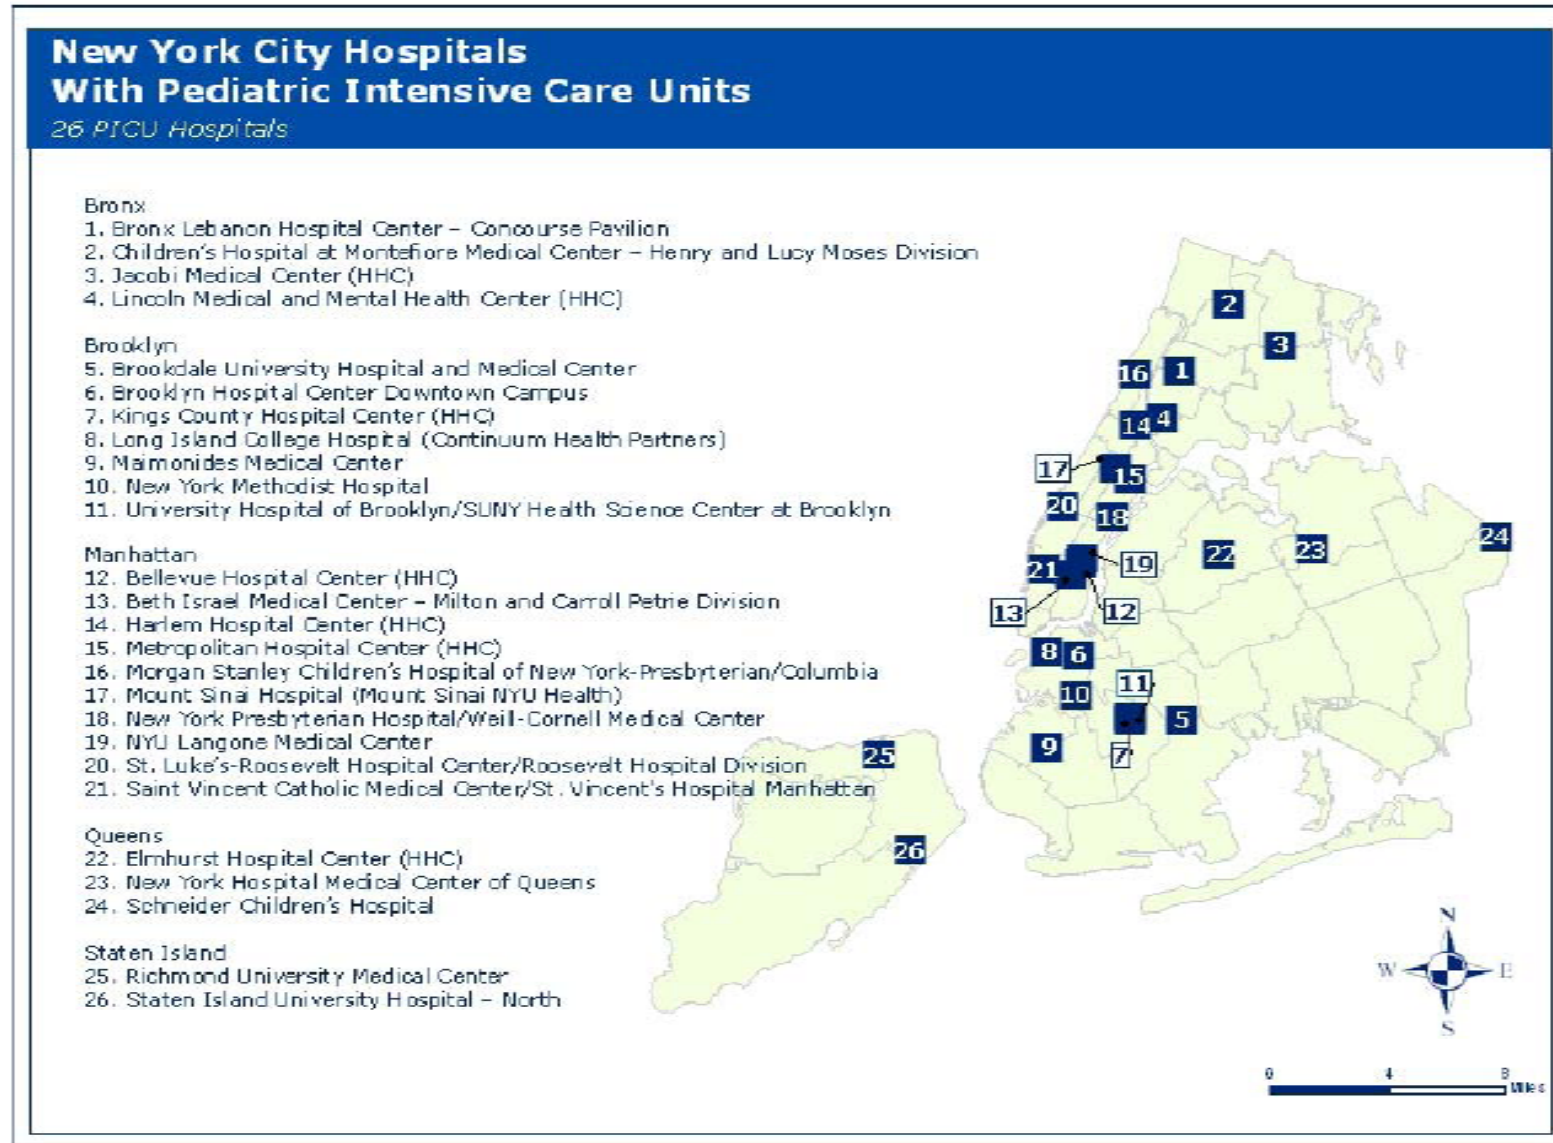 New York City Hospitals
With Pediatric Intensive Care Units
26 PICU Hospitals
Bronx
1. Bronx Lebanon Hospital Center – Concourse Pavilion
2. Children's Hospital at Montefiore Medical Center – Henry and Lucy Moses Division
3. Jacobi Medical Center (HHC)
4. Lincoln Medical and Mental Health Center (HHC)
Brooklyn
5. Brookdale University Hospital and Medical Center
6. Brooklyn Hospital Center Downtown Campus
7. Kings County Hospital Center (HHC)
8. Long Island College Hospital (Continuum Health Partners)
9. Maimonides Medical Center
10. New York Methodist Hospital
11. University Hospital of Brooklyn/SUNY Health Science Center at Brooklyn
Manhattan
12. Bellevue Hospital Center (HHC)
13. Beth Israel Medical Center – Milton and Carroll Petrie Division
14. Harlem Hospital Center (HHC)
15. Metropolitan Hospital Center (HHC)
16. Morgan Stanley Children's Hospital of New York-Presbyterian/Columbia
17. Mount Sinai Hospital (Mount Sinai NYU Health)
18. New York Presbyterian Hospital/Weill-Cornell Medical Center
19. NYU Langone Medical Center
20. St. Luke's-Roosevelt Hospital Center/Roosevelt Hospital Division
21. Saint Vincent Catholic Medical Center/St. Vincent's Hospital Manhattan
Queens
22. Elmhurst Hospital Center (HHC)
23. New York Hospital Medical Center of Queens
24. Schneider Children's Hospital
Staten Island
25. Richmond University Medical Center
26. Staten Island University Hospital – North
2
3
16 1
14 4
17 15
20 18
24
22 23
21 19
13 12
8 6
11
10
5
9 7
25
26
N
W E
S
0 4 8
Miles